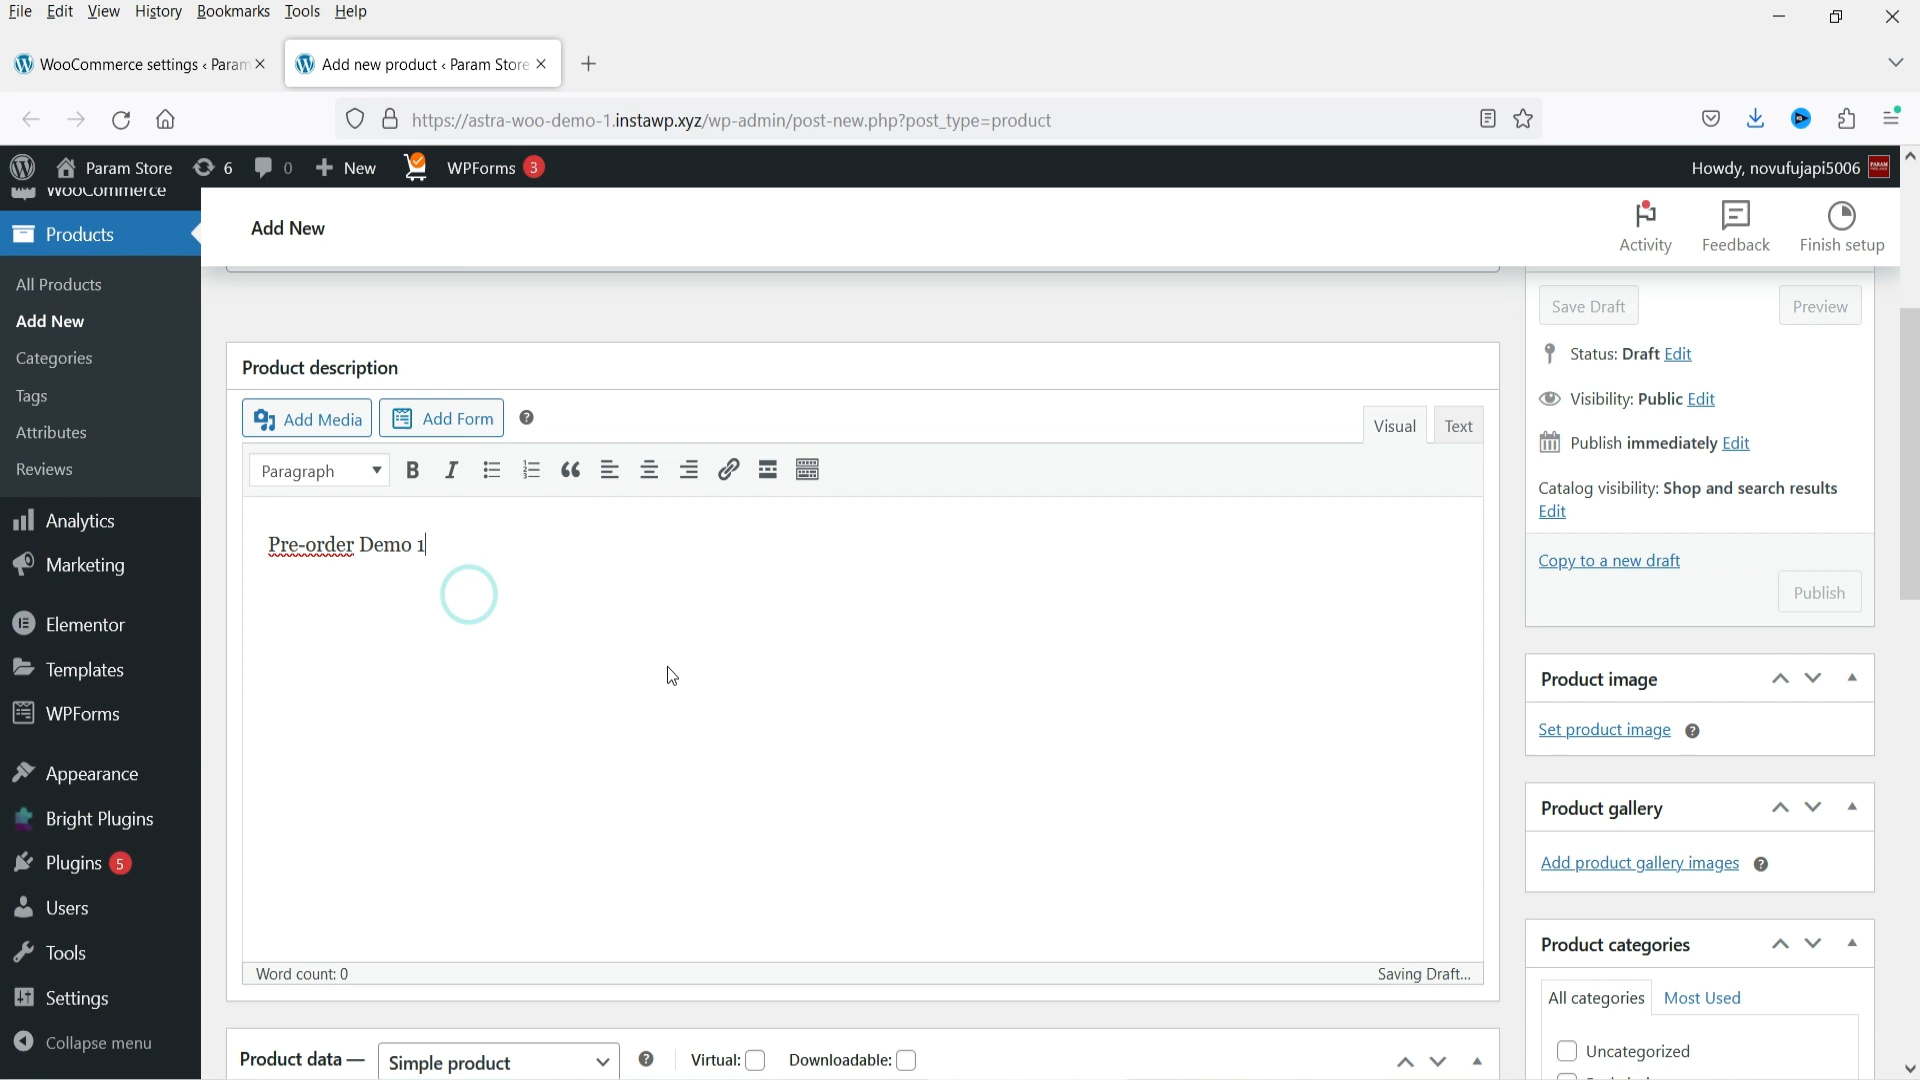 File Edit View History Bookmarks Tools Help
WooCommerce settings ‹ Param
Add new product ‹ Param Store
https://astra-woo-demo-1.instawp.xyz/wp-admin/post-new.php?post_type=product
Param Store 6 0 New WPForms 3
Howdy, novufujapi5006
WooCommerce
Products
All Products
Add New
Categories
Tags
Attributes
Reviews
Analytics
Marketing
Elementor
Templates
WPForms
Appearance
Bright Plugins
Plugins 5
Users
Tools
Settings
Collapse menu
Add New
Activity Feedback Finish setup
Product description
Add Media Add Form
Visual Text
Paragraph
Pre-order Demo 1
Word count: 0
Saving Draft...
Product data — Simple product Virtual: Downloadable:
Save Draft Preview
Status: Draft Edit
Visibility: Public Edit
Publish immediately Edit
Catalog visibility: Shop and search results
Edit
Copy to a new draft
Publish
Product image
Set product image
Product gallery
Add product gallery images
Product categories
All categories Most Used
Uncategorized